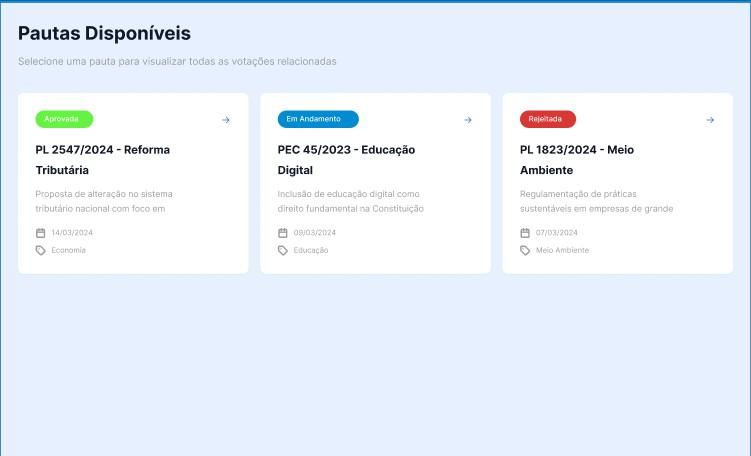 Pautas Disponíveis
Selecione uma pauta para visualizar todas as votações relacionadas
Aprovada
PL 2547/2024 - Reforma
Tributária
Proposta de alteração no sistema
tributário nacional com foco em
14/03/2024
Economia
Em Andamento
PEC 45/2023 - Educação
Digital
Inclusão de educação digital como
direito fundamental na Constituição
09/03/2024
Educação
Rejeitada
PL 1823/2024 - Meio
Ambiente
Regulamentação de práticas
sustentáveis em empresas de grande
07/03/2024
Meio Ambiente